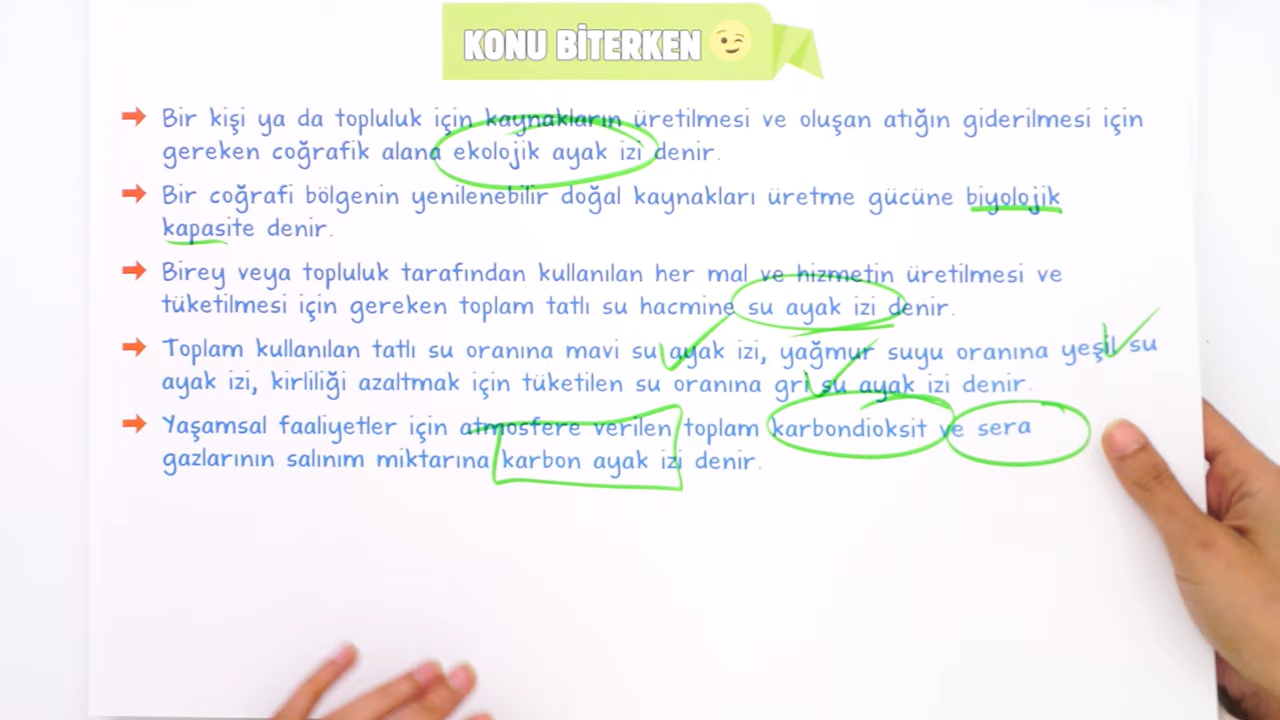 KONU BİTERKEN
Bir kişi ya da topluluk için kaynakların üretilmesi ve oluşan atığın giderilmesi için
gereken coğrafik alana ekolojik ayak izi denir.
Bir coğrafi bölgenin yenilenebilir doğal kaynakları üretme gücüne biyolojik
kapasite denir.
Birey veya topluluk tarafından kullanılan her mal ve hizmetin üretilmesi ve
tüketilmesi için gereken toplam tatlı su hacmine su ayak izi denir.
Toplam kullanılan tatlı su oranına mavi su ayak izi, yağmur suyu oranına yeşil su
ayak izi, kirliliği azaltmak için tüketilen su oranına gri su ayak izi denir.
Yaşamsal faaliyetler için atmosfere verilen toplam karbondioksit ve sera
gazlarının salınım miktarına karbon ayak izi denir.